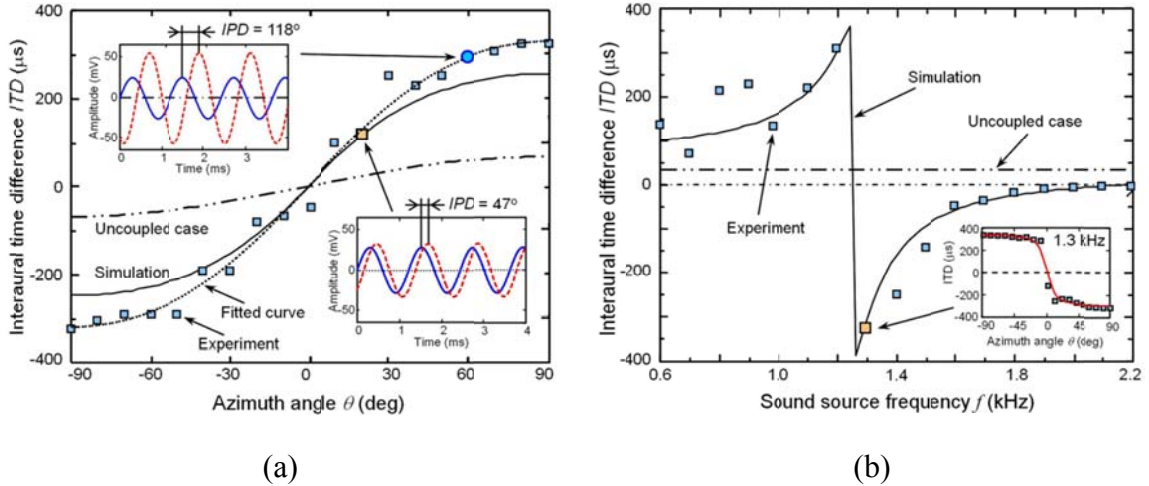 400
200
0
-200
-400
Interaural time difference ITD (μs)
-90
-60
-30
0
30
60
90
Azimuth angle θ (deg)
IPD = 118°
50
0
-50
Amplitude (mV)
0
1
2
3
Time (ms)
IPD = 47°
50
0
-50
Amplitude (mV)
0
1
2
3
4
Time (ms)
Uncoupled case
Simulation
Fitted curve
Experiment
(a)
400
200
0
-200
-400
Interaural time difference ITD (μs)
0.6
1.0
1.4
1.8
2.2
Sound source frequency f (kHz)
Simulation
Uncoupled case
Experiment
1.3 kHz
400
200
0
-200
-400
ITD (μs)
-90
-45
0
45
90
Azimuth angle θ (deg)
(b)